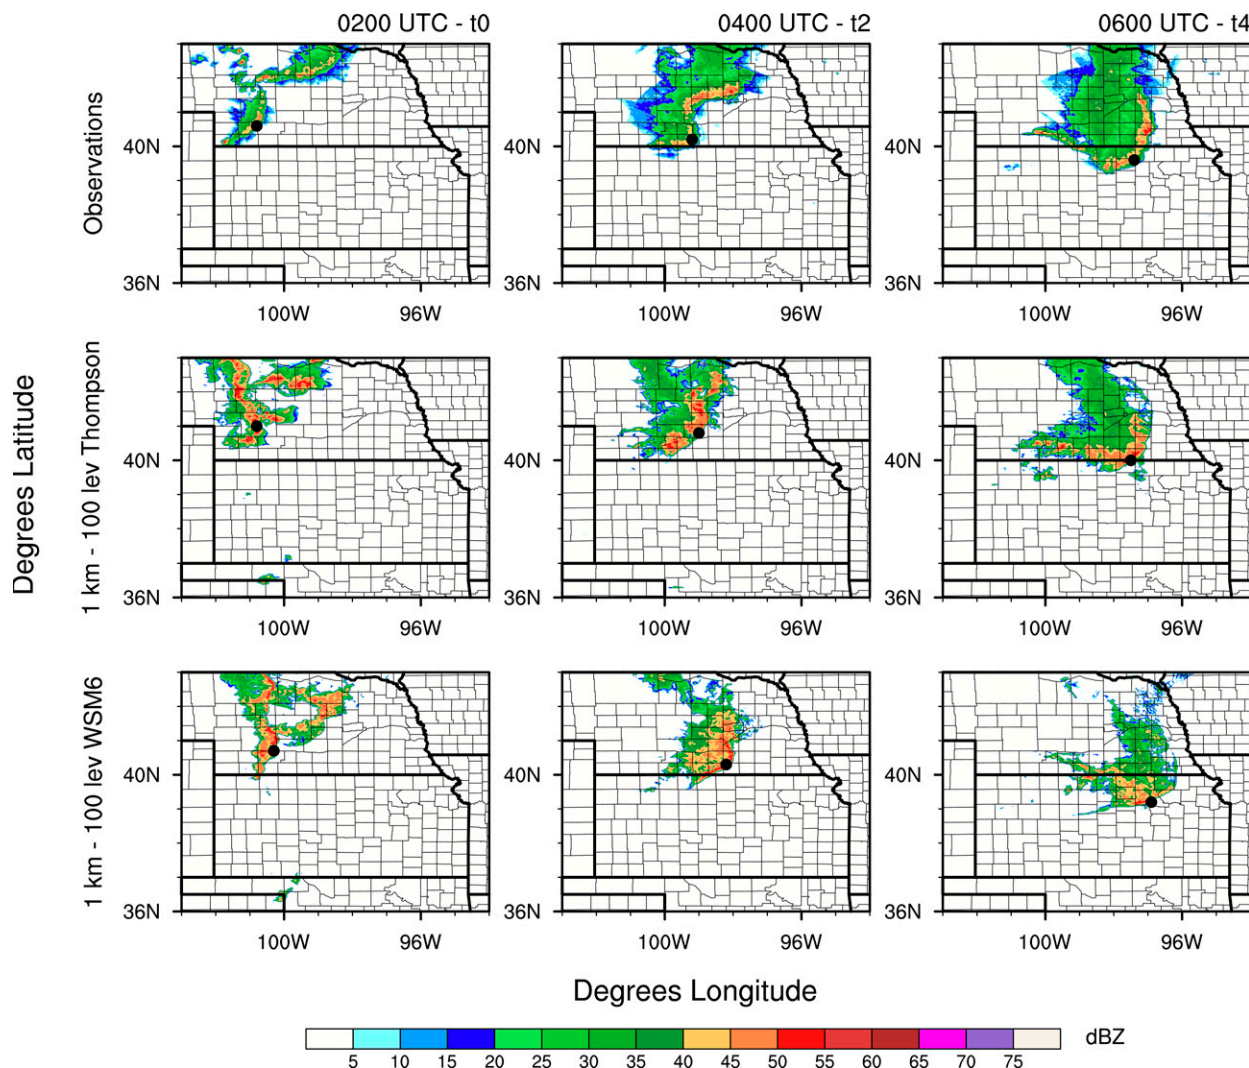 0200 UTC - t0
0400 UTC - t2
0600 UTC - t4
Observations
40N
36N
100W
96W
40N
36N
100W
96W
40N
36N
100W
96W
Degrees Latitude
1 km - 100 lev Thompson
40N
36N
100W
96W
40N
36N
100W
96W
40N
36N
100W
96W
1 km - 100 lev WSM6
40N
36N
100W
96W
40N
36N
100W
96W
40N
36N
100W
96W
Degrees Longitude
dBZ
5 10 15 20 25 30 35 40 45 50 55 60 65 70 75